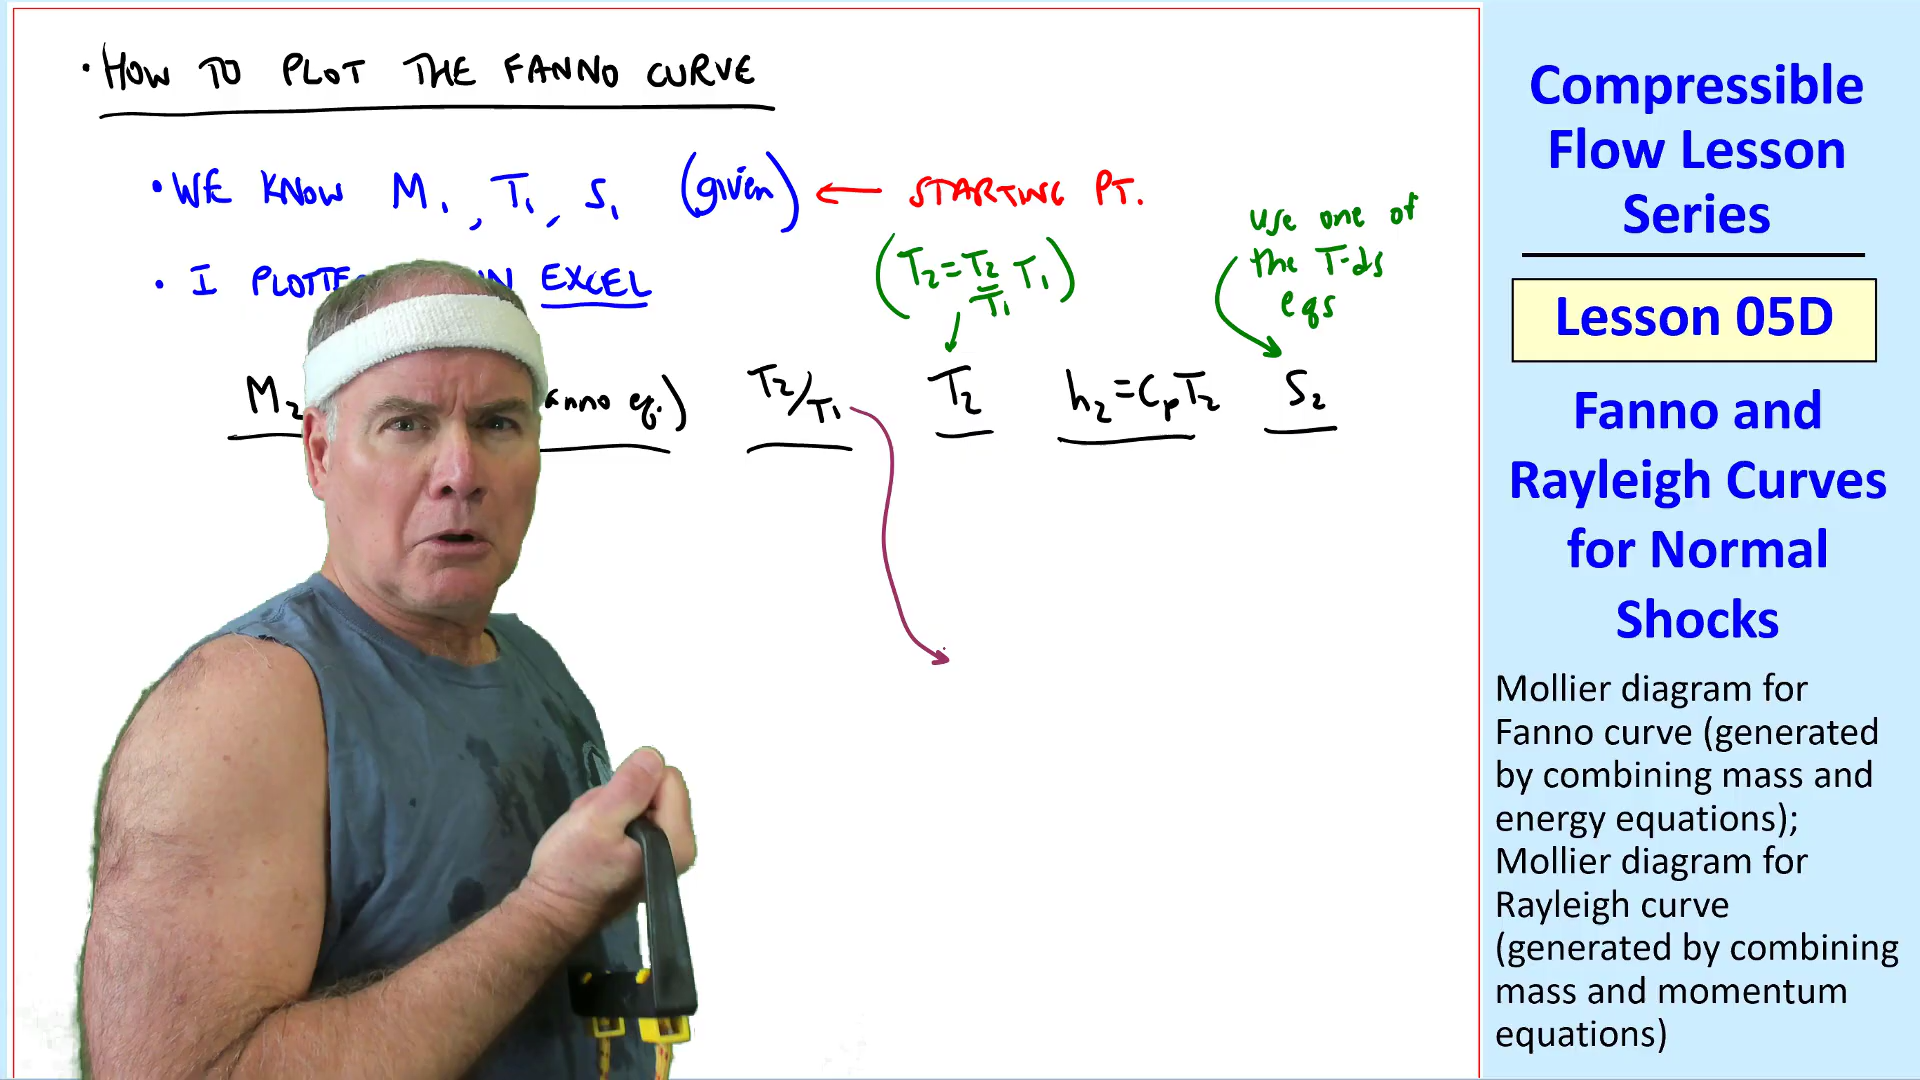 • HOW TO PLOT THE FANNO CURVE
• WE KNOW M₁, T₁, S₁ (given) ← STARTING PT.
• I IN EXCEL
(T₂ = T₂/T₁ T₁)
use one of
the T-ds
eqs
M₂ eq.) T₂/T₁ T₂ h₂ = CpT₂ S₂
Compressible
Flow Lesson
Series
Lesson 05D
Fanno and
Rayleigh Curves
for Normal
Shocks
Mollier diagram for
Fanno curve (generated
by combining mass and
energy equations);
Mollier diagram for
Rayleigh curve
(generated by combining
mass and momentum
equations)